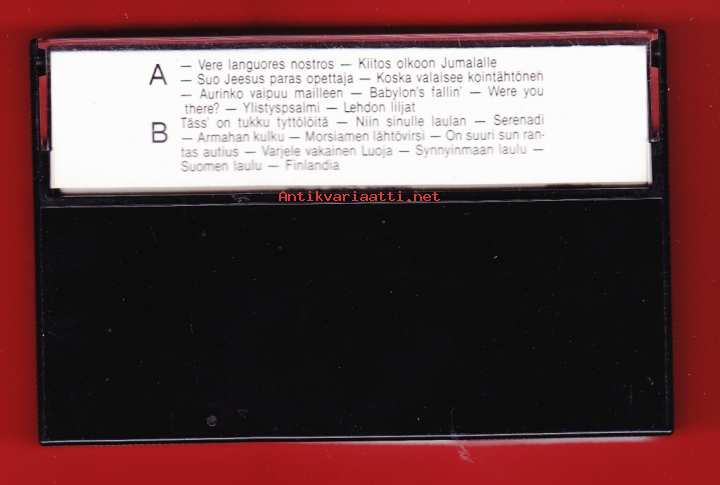 A — Vere languores nostros — Kiitos olkoon Jumalalle
— Suo Jeesus paras opettaja — Koska valaisee kointähtöneh
— Aurinko vaipuu mailleen — Babylon's fallin' — Were you
there? — Ylistyspsalmi — Lehdon liljat
B Täss' on tukku tyttölöitä — Niin sinulle laulan — Serenadi
— Armahan kulku — Morsiamen lähtövirsi — On suuri sun ran-
tas autius — Varjele vakainen Luoja — Synnyinmaan laulu —
Suomen laulu — Finlandia
Antikvariaatti.net